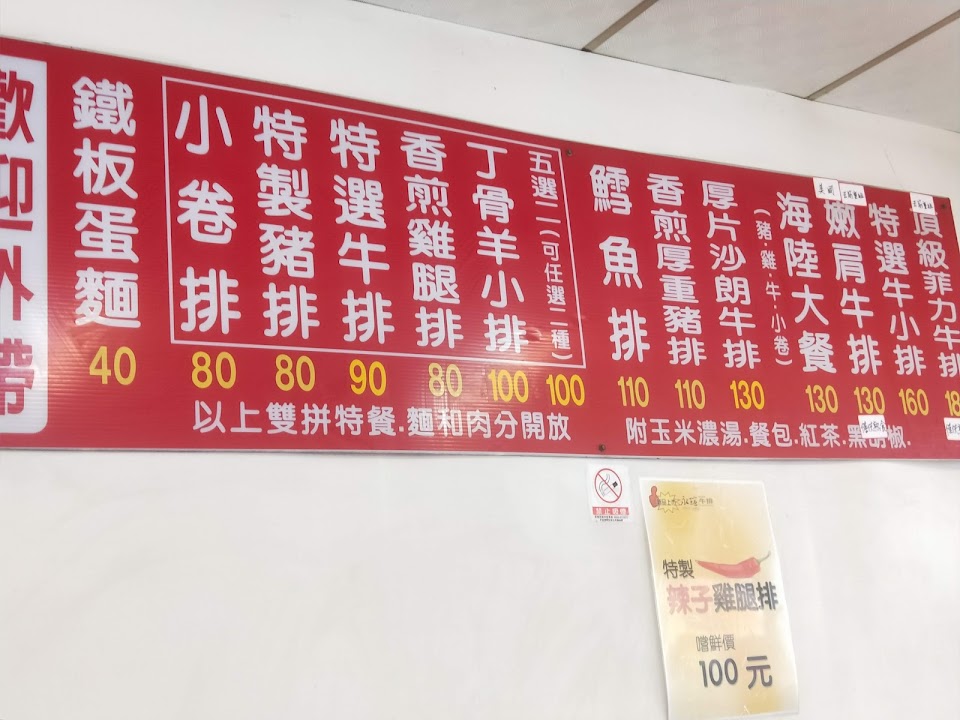 歡迎外帶
鐵板蛋麵
40
小卷排
80
特製豬排
80
特選牛排
90
香煎雞腿排
80
丁骨羊小排
100
五選二(可任選二種)
100
以上雙拼特餐.麵和肉分開放
鱈魚排
110
香煎厚重豬排
110
厚片沙朗牛排
130
(豬.雞.牛.小卷)
海陸大餐
130
嫩肩牛排
130
特選牛小排
160
頂級菲力牛排
附玉米濃湯.餐包.紅茶.黑胡椒.
禁止吸煙
特製
辣子雞腿排
嚐鮮價
100元